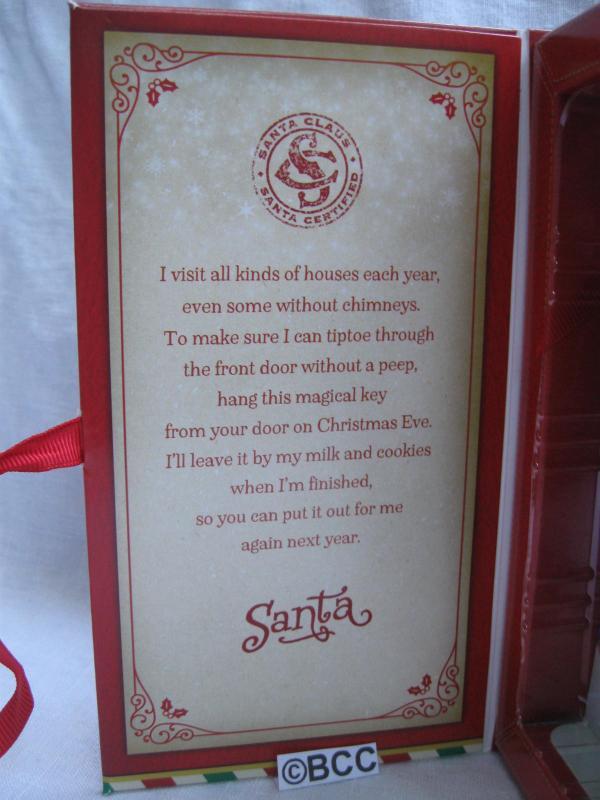 SANTA CLAUS
SC
SANTA CERTIFIED
I visit all kinds of houses each year,
even some without chimneys.
To make sure I can tiptoe through
the front door without a peep,
hang this magical key
from your door on Christmas Eve.
I'll leave it by my milk and cookies
when I'm finished,
so you can put it out for me
again next year.
Santa
©BCC